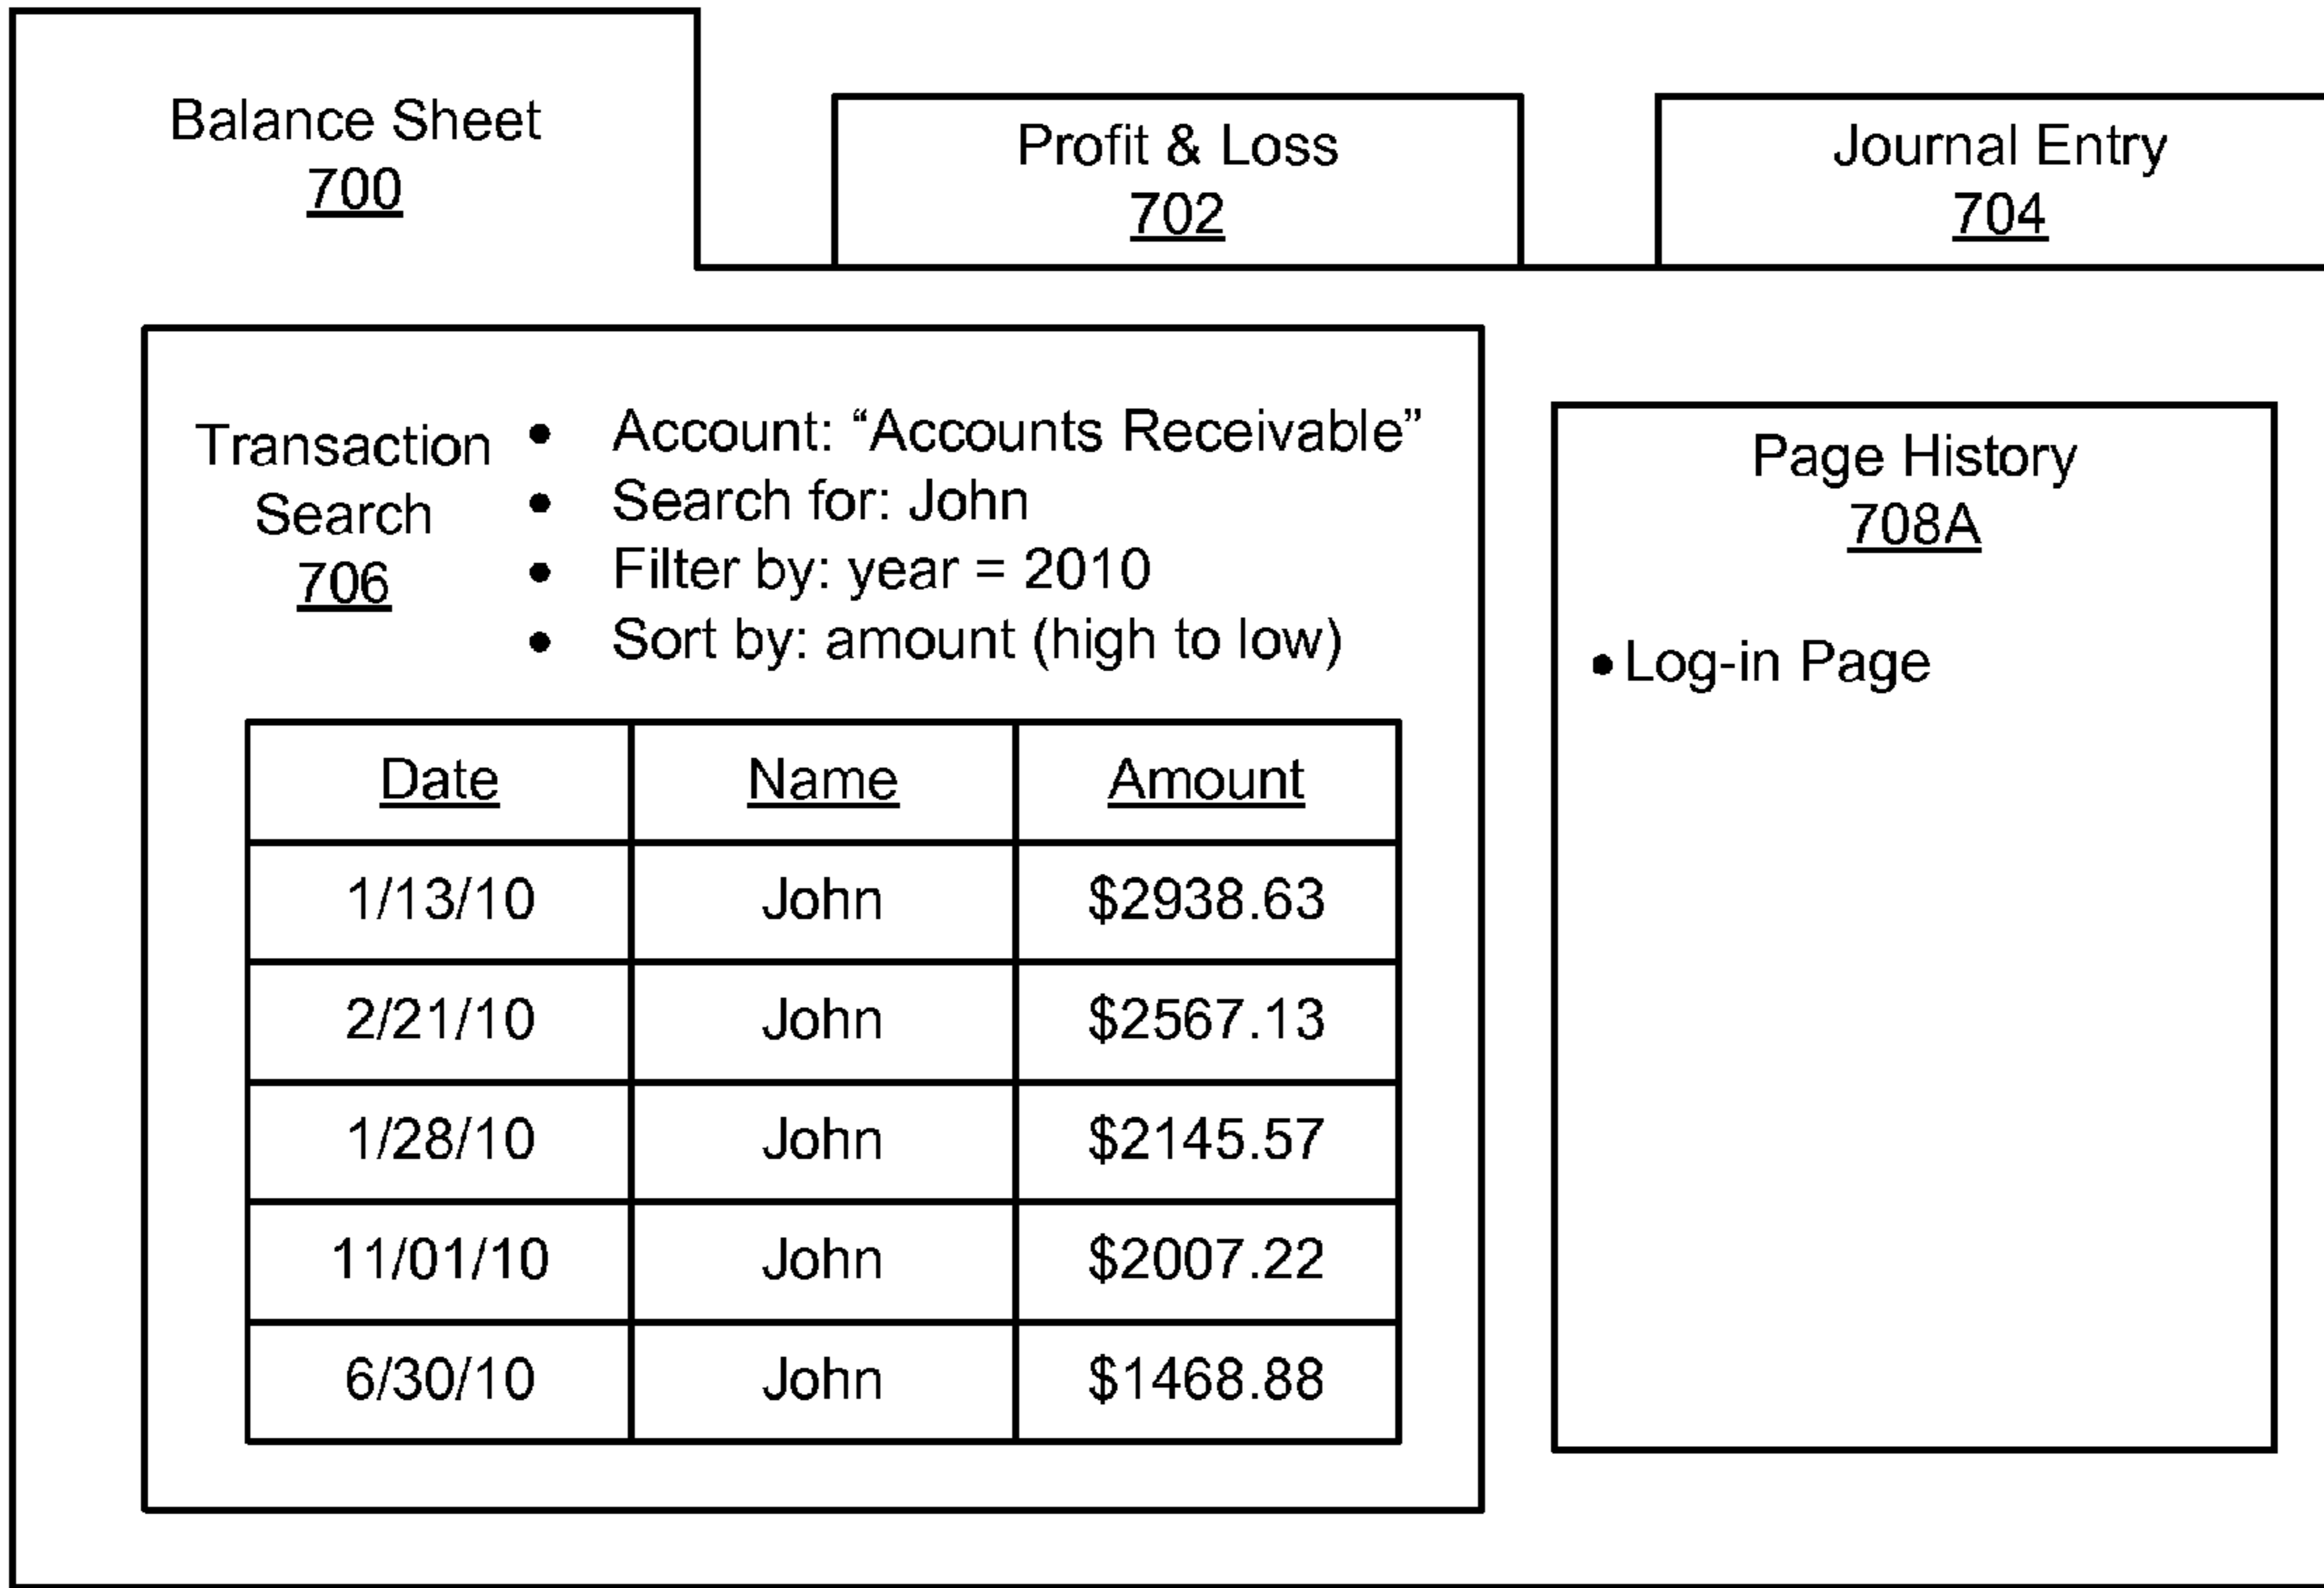 Balance Sheet
700
Profit & Loss
702
Journal Entry
704
Transaction
Search
706
• Account: “Accounts Receivable”
• Search for: John
• Filter by: year = 2010
• Sort by: amount (high to low)
Date Name Amount
1/13/10 John $2938.63
2/21/10 John $2567.13
1/28/10 John $2145.57
11/01/10 John $2007.22
6/30/10 John $1468.88
Page History
708A
• Log-in Page